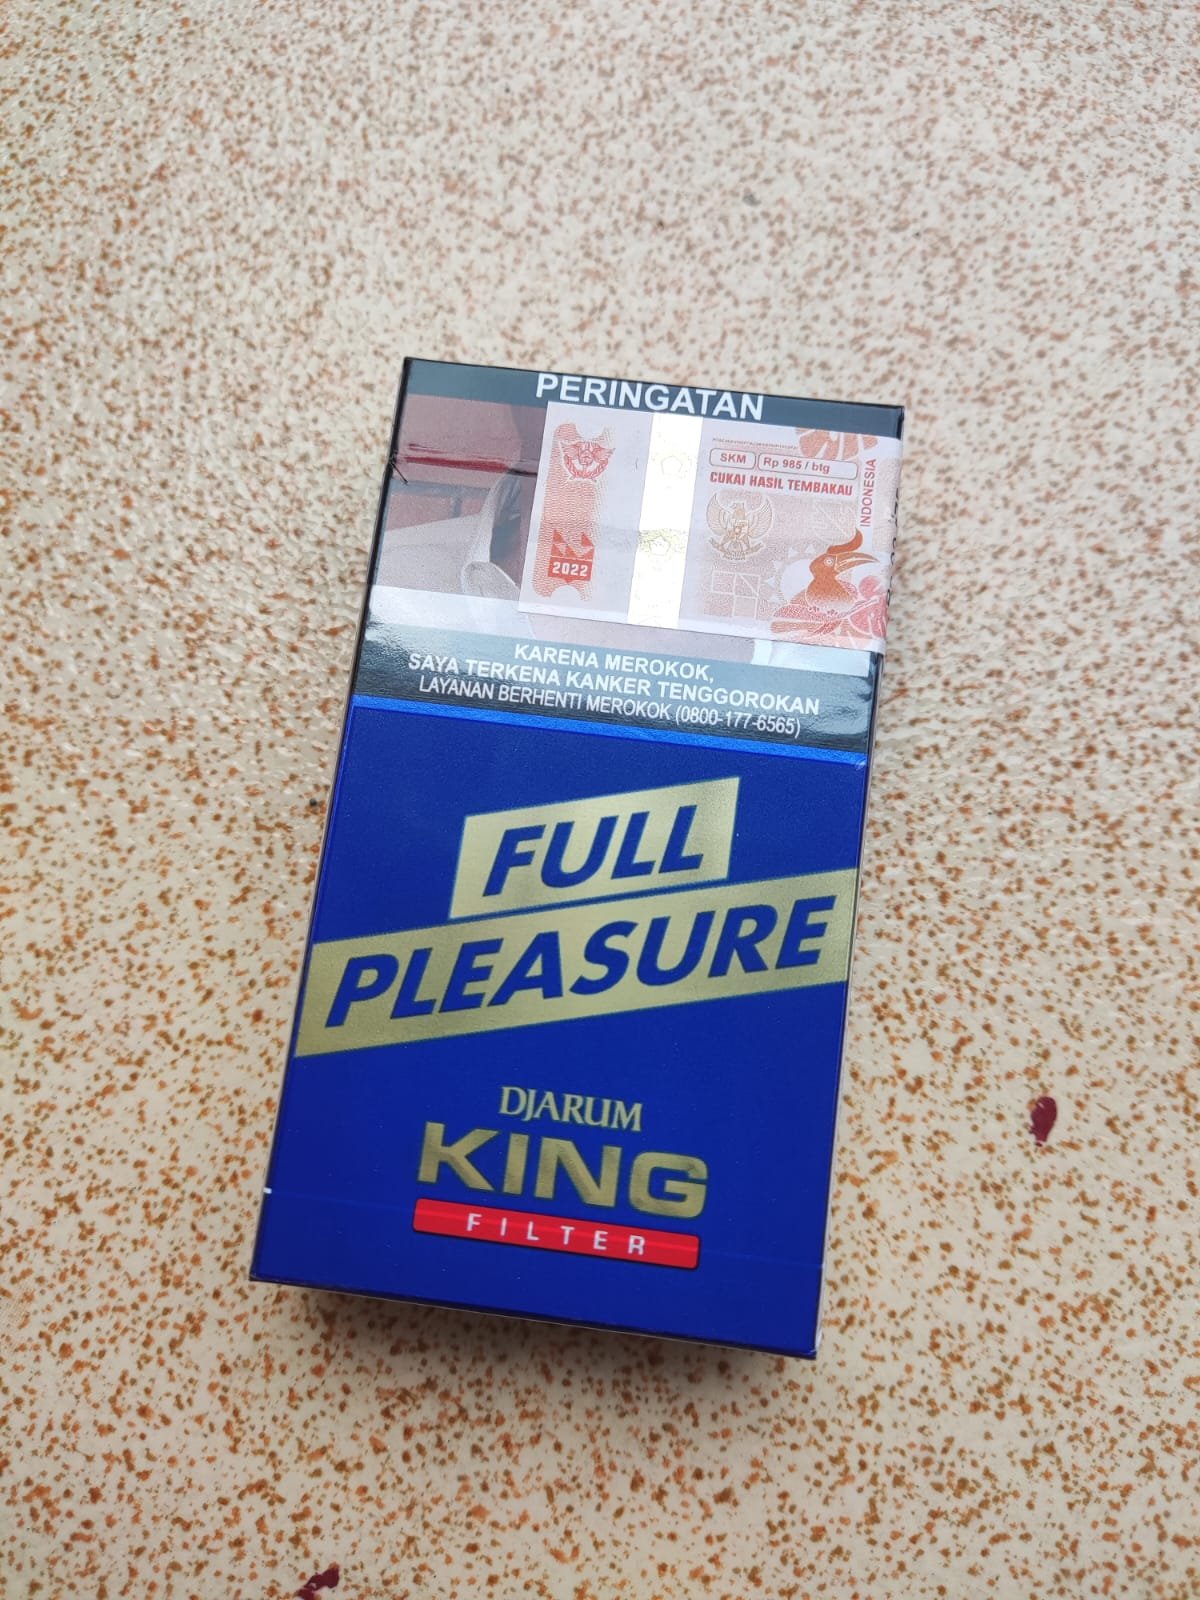 PERINGATAN
SKM
Rp 985 / btg
CUKAI HASIL TEMBAKAU
INDONESIA
2022
KARENA MEROKOK,
SAYA TERKENA KANKER TENGGOROKAN
LAYANAN BERHENTI MEROKOK (0800-177-6565)
FULL
PLEASURE
DJARUM
KING
FILTER